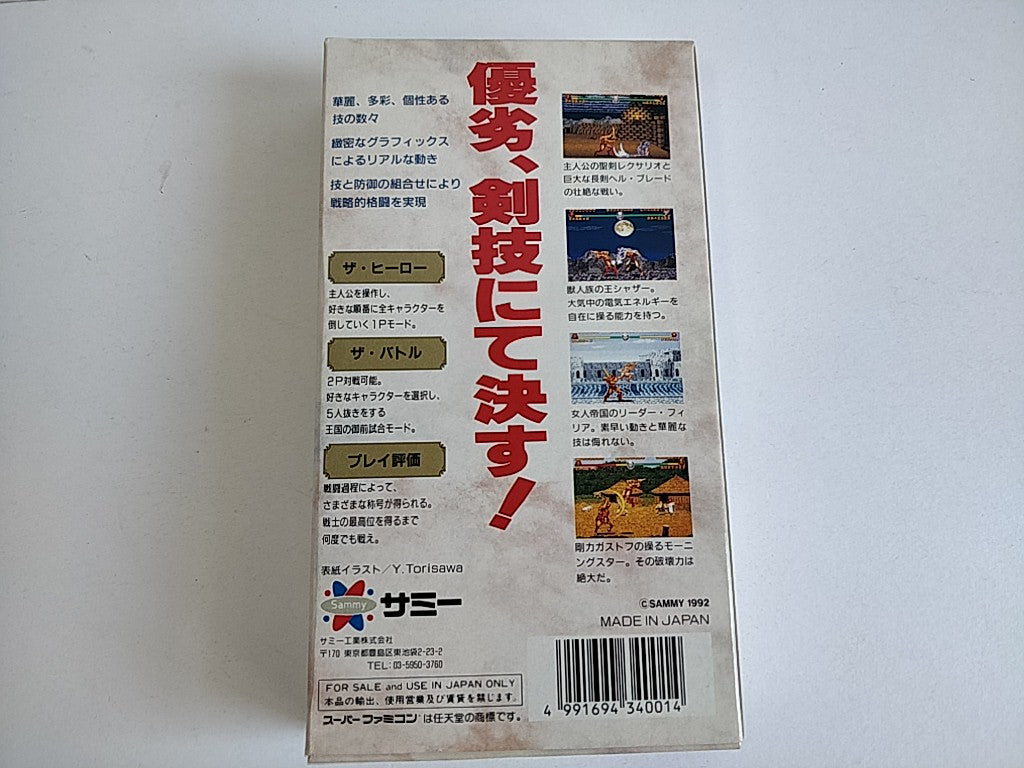 優劣、剣技にて決す！
華麗、多彩、個性ある
技の数々
緻密なグラフィックス
によるリアルな動き
技と防御の組合せにより
戦略的格闘を実現
ザ・ヒーロー
主人公を操作し、
好きな順番に全キャラクターを
倒していく1Pモード。
ザ・バトル
2P対戦可能。
好きなキャラクターを選択し、
5人抜きをする
王国の御前試合モード。
プレイ評価
戦闘過程によって、
さまざまな称号が得られる。
戦士の最高位を得るまで
何度でも戦え。
主人公の聖剣レクサリオと
巨大な長剣ヘル・ブレード
の壮絶な戦い。
獣人族の王シャザー。
大気中の電気エネルギーを
自在に操る能力を持つ。
女人帝国のリーダー・フィ
リア。素早い動きと華麗な
技は侮れない。
剛力ガストフの操るモーニ
ングスター。その破壊力は
絶大だ。
表紙イラスト／Y.Torisawa
Sammy サミー
サミー工業株式会社
〒170 東京都豊島区東池袋2-23-2
TEL: 03-5950-3760
FOR SALE and USE IN JAPAN ONLY
本品の輸出、使用営業及び賃貸を禁じます。
スーパーファミコンは任天堂の商標です。
©SAMMY 1992
MADE IN JAPAN
4 991694 340014